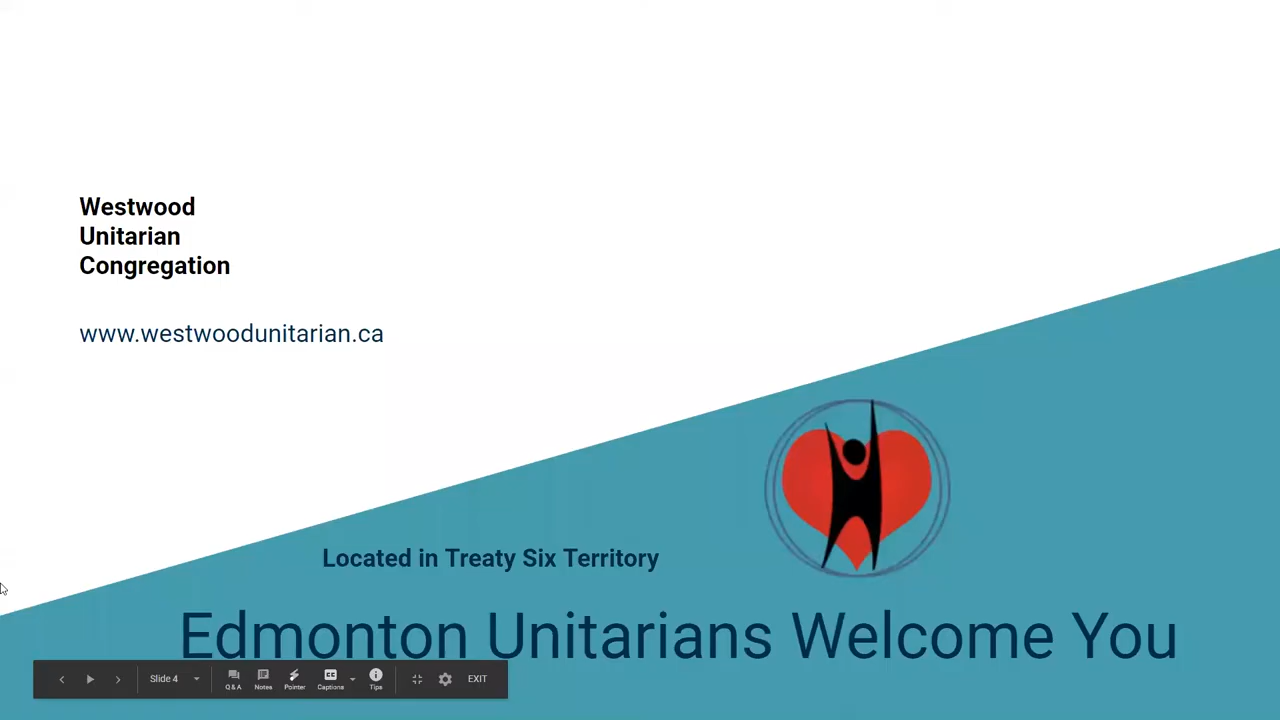 Westwood
Unitarian
Congregation
www.westwoodunitarian.ca
Located in Treaty Six Territory
Edmonton Unitarians Welcome You
Slide 4
Q&A
Notes
Pointer
Captions
Tips
EXIT